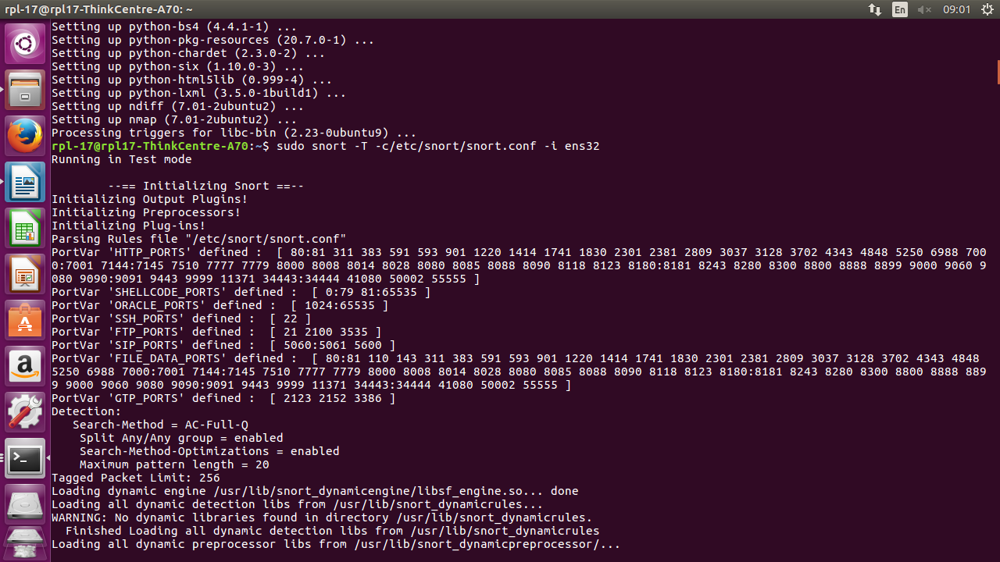 rpl-17@rpl17-ThinkCentre-A70: ~
En
09:01
Setting up python-bs4 (4.4.1-1) ...
Setting up python-pkg-resources (20.7.0-1) ...
Setting up python-chardet (2.3.0-2) ...
Setting up python-six (1.10.0-3) ...
Setting up python-html5lib (0.999-4) ...
Setting up python-lxml (3.5.0-1build1) ...
Setting up ndiff (7.01-2ubuntu2) ...
Setting up nmap (7.01-2ubuntu2) ...
Processing triggers for libc-bin (2.23-0ubuntu9) ...
rpl-17@rpl17-ThinkCentre-A70:~$ sudo snort -T -c/etc/snort/snort.conf -i ens32
Running in Test mode
--== Initializing Snort ==--
Initializing Output Plugins!
Initializing Preprocessors!
Initializing Plug-ins!
Parsing Rules file "/etc/snort/snort.conf"
PortVar 'HTTP_PORTS' defined :  [ 80:81 311 383 591 593 901 1220 1414 1741 1830 2301 2381 2809 3037 3128 3702 4343 4848 5250 6988 700
0:7001 7144:7145 7510 7777 7779 8000 8008 8014 8028 8080 8085 8088 8090 8118 8123 8180:8181 8243 8280 8300 8800 8888 8899 9000 9060 9
080 9090:9091 9443 9999 11371 34443:34444 41080 50002 55555 ]
PortVar 'SHELLCODE_PORTS' defined :  [ 0:79 81:65535 ]
PortVar 'ORACLE_PORTS' defined :  [ 1024:65535 ]
PortVar 'SSH_PORTS' defined :  [ 22 ]
PortVar 'FTP_PORTS' defined :  [ 21 2100 3535 ]
PortVar 'SIP_PORTS' defined :  [ 5060:5061 5600 ]
PortVar 'FILE_DATA_PORTS' defined :  [ 80:81 110 143 311 383 591 593 901 1220 1414 1741 1830 2301 2381 2809 3037 3128 3702 4343 4848
5250 6988 7000:7001 7144:7145 7510 7777 7779 8000 8008 8014 8028 8080 8085 8088 8090 8118 8123 8180:8181 8243 8280 8300 8800 8888 889
9 9000 9060 9080 9090:9091 9443 9999 11371 34443:34444 41080 50002 55555 ]
PortVar 'GTP_PORTS' defined :  [ 2123 2152 3386 ]
Detection:
Search-Method = AC-Full-Q
Split Any/Any group = enabled
Search-Method-Optimizations = enabled
Maximum pattern length = 20
Tagged Packet Limit: 256
Loading dynamic engine /usr/lib/snort_dynamicengine/libsf_engine.so... done
Loading all dynamic detection libs from /usr/lib/snort_dynamicrules...
WARNING: No dynamic libraries found in directory /usr/lib/snort_dynamicrules.
Finished Loading all dynamic detection libs from /usr/lib/snort_dynamicrules
Loading all dynamic preprocessor libs from /usr/lib/snort_dynamicpreprocessor/...